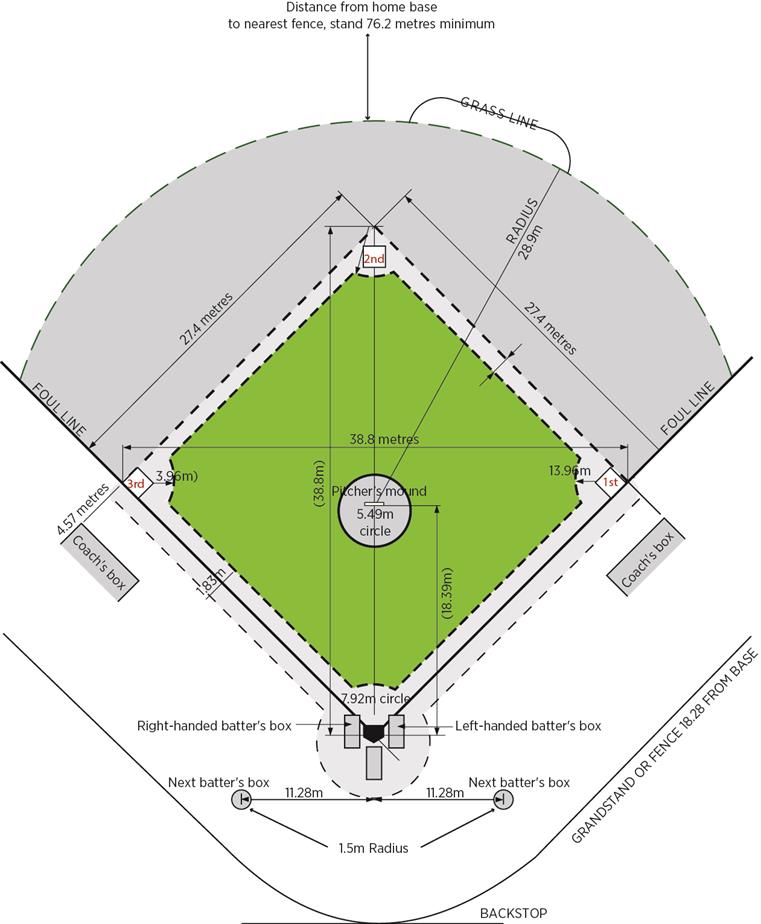 Distance from home base
to nearest fence, stand 76.2 metres minimum
GRASS LINE
RADIUS
28.9m
2nd
27.4 metres
27.4 metres
FOUL LINE
FOUL LINE
38.8 metres
3rd
3.96m)
13.96m
1st
(38.8m)
Pitcher's mound
5.49m
circle
4.57 metres
Coach's box
Coach's box
1.83m
(18.39m)
7.92m circle
Right-handed batter's box
Left-handed batter's box
Next batter's box
Next batter's box
11.28m
11.28m
1.5m Radius
GRANDSTAND OR FENCE 18.28 FROM BASE
BACKSTOP